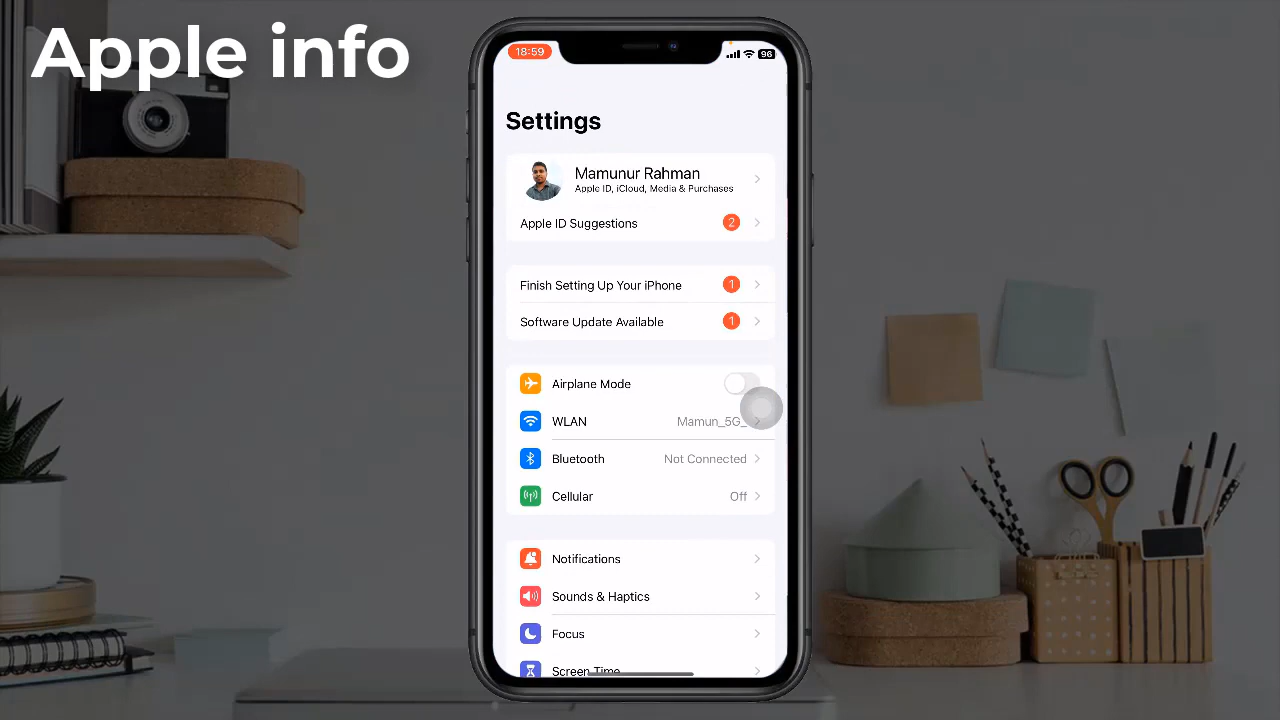 Apple info
18:59
96
Settings
Mamunur Rahman
Apple ID, iCloud, Media & Purchases
Apple ID Suggestions 2
Finish Setting Up Your iPhone 1
Software Update Available 1
Airplane Mode
WLAN Mamun_5G_
Bluetooth Not Connected
Cellular Off
Notifications
Sounds & Haptics
Focus
Screen Time